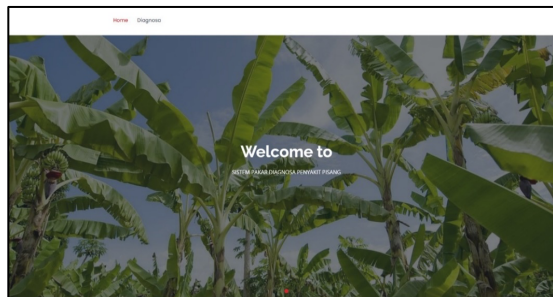 Home Diagnosa
Welcome to
SISTEM PAKAR DIAGNOSA PENYAKIT PISANG